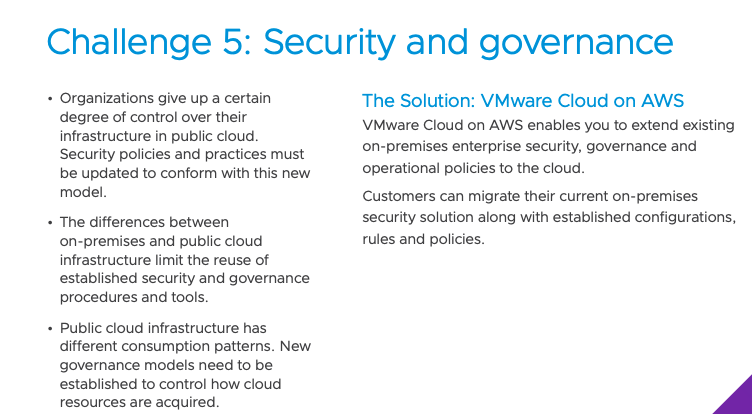 Challenge 5: Security and governance
• Organizations give up a certain
degree of control over their
infrastructure in public cloud.
Security policies and practices must
be updated to conform with this new
model.
• The differences between
on-premises and public cloud
infrastructure limit the reuse of
established security and governance
procedures and tools.
• Public cloud infrastructure has
different consumption patterns. New
governance models need to be
established to control how cloud
resources are acquired.
The Solution: VMware Cloud on AWS
VMware Cloud on AWS enables you to extend existing
on-premises enterprise security, governance and
operational policies to the cloud.
Customers can migrate their current on-premises
security solution along with established configurations,
rules and policies.